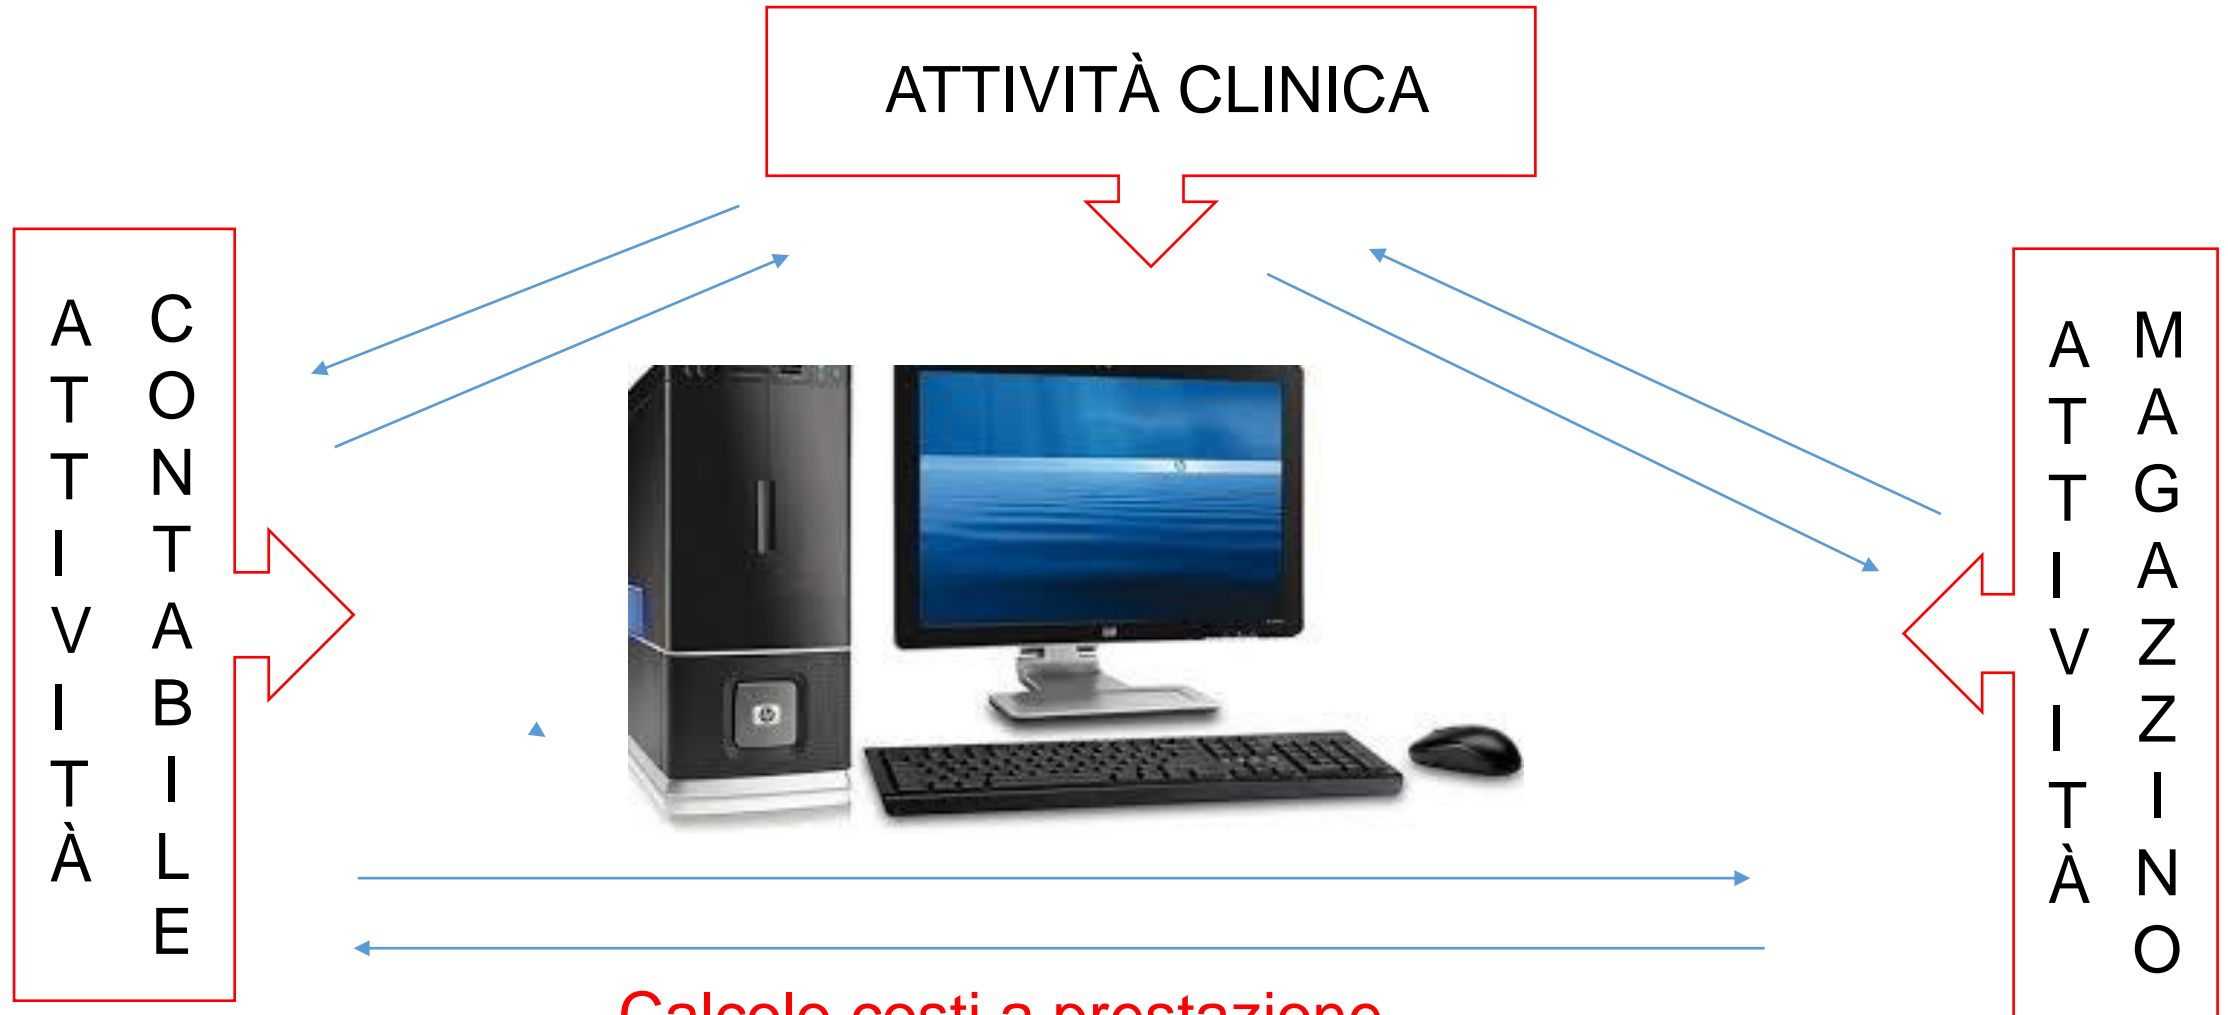 ATTIVITÀ CLINICA
ATTIVITÀ
CONTABILE
ATTIVITÀ
MAGAZZINO
Calcolo costi a prestazione